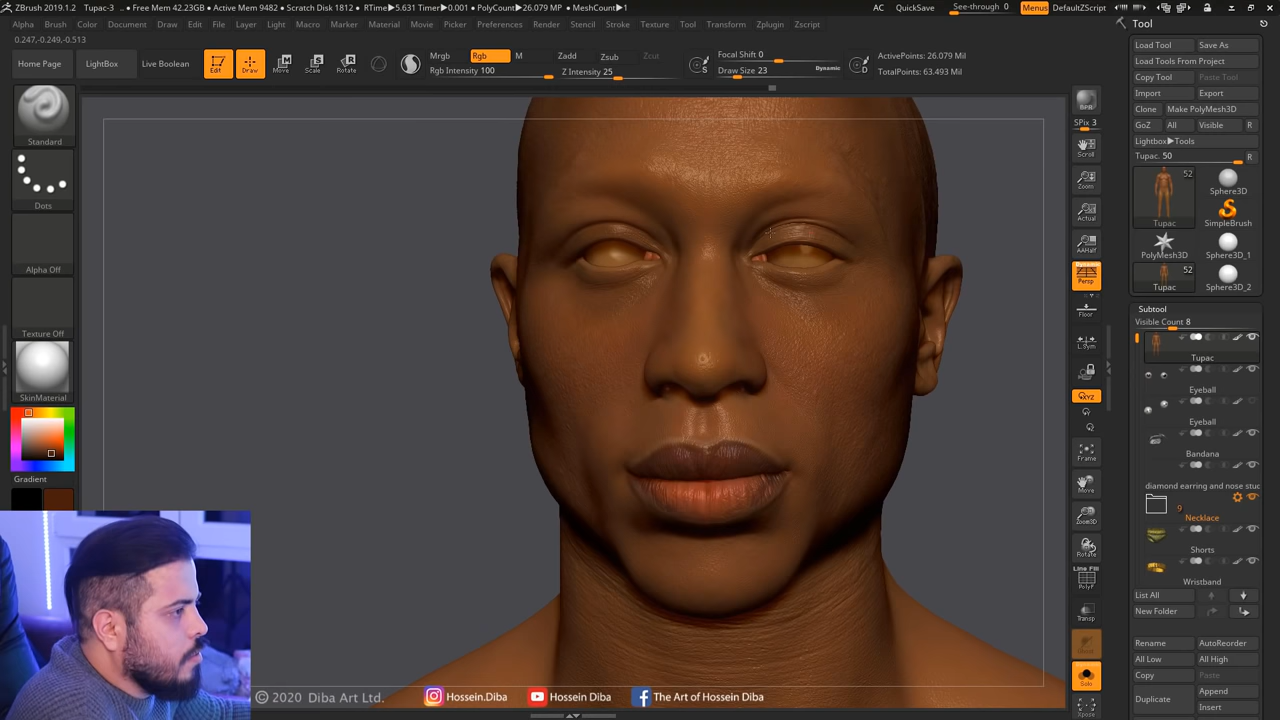 ZBrush 2019.1.2 Tupac-3 .. • Free Mem 42.23GB • Active Mem 9482 • Scratch Disk 1812 • RTime▶5.631 Timer▶0.001 • PolyCount▶26.079 MP • MeshCount▶1
AC QuickSave See-through 0 Menus DefaultZScript
Alpha Brush Color Document Draw Edit File Layer Light Macro Marker Material Movie Picker Preferences Render Stencil Stroke Texture Tool Transform Zplugin Zscript
0.247,-0.249,-0.513
Home Page LightBox Live Boolean
Edit Draw Move Scale Rotate
Mrgb Rgb M Zadd Zsub Zcut
Rgb Intensity 100 Z Intensity 25
Focal Shift 0
Draw Size 23 Dynamic
S
D
ActivePoints: 26.079 Mil
TotalPoints: 63.493 Mil
Standard
Dots
Alpha Off
Texture Off
SkinMaterial
Gradient
BPR
SPix 3
Scroll
Zoom
Actual
AAHalf
Dynamic
Persp
Floor
L.Sym
XYZ
Frame
Move
Zoom3D
Rotate
Line Fill
PolyF
Transp
Solo
Xpose
Tool
Load Tool Save As
Load Tools From Project
Copy Tool Paste Tool
Import Export
Clone Make PolyMesh3D
GoZ All Visible R
Lightbox▶Tools
Tupac. 50 R
52
Tupac
Sphere3D
SimpleBrush
PolyMesh3D
Sphere3D_1
52
Tupac
Sphere3D_2
Subtool
Visible Count 8
Tupac
Eyeball
Eyeball
Bandana
diamond earring and nose stud
9
Necklace
Shorts
Wristband
List All
New Folder
Rename AutoReorder
All Low All High
Copy Paste
Duplicate Append
Insert
© 2020 Diba Art Ltd. Hossein.Diba Hossein Diba The Art of Hossein Diba